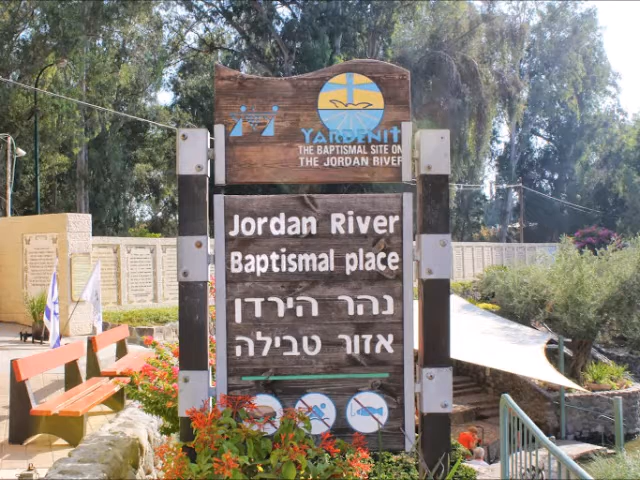 YARDENIT
THE BAPTISMAL SITE ON
THE JORDAN RIVER
Jordan River
Baptismal place
נהר הירדן
אזור טבילה